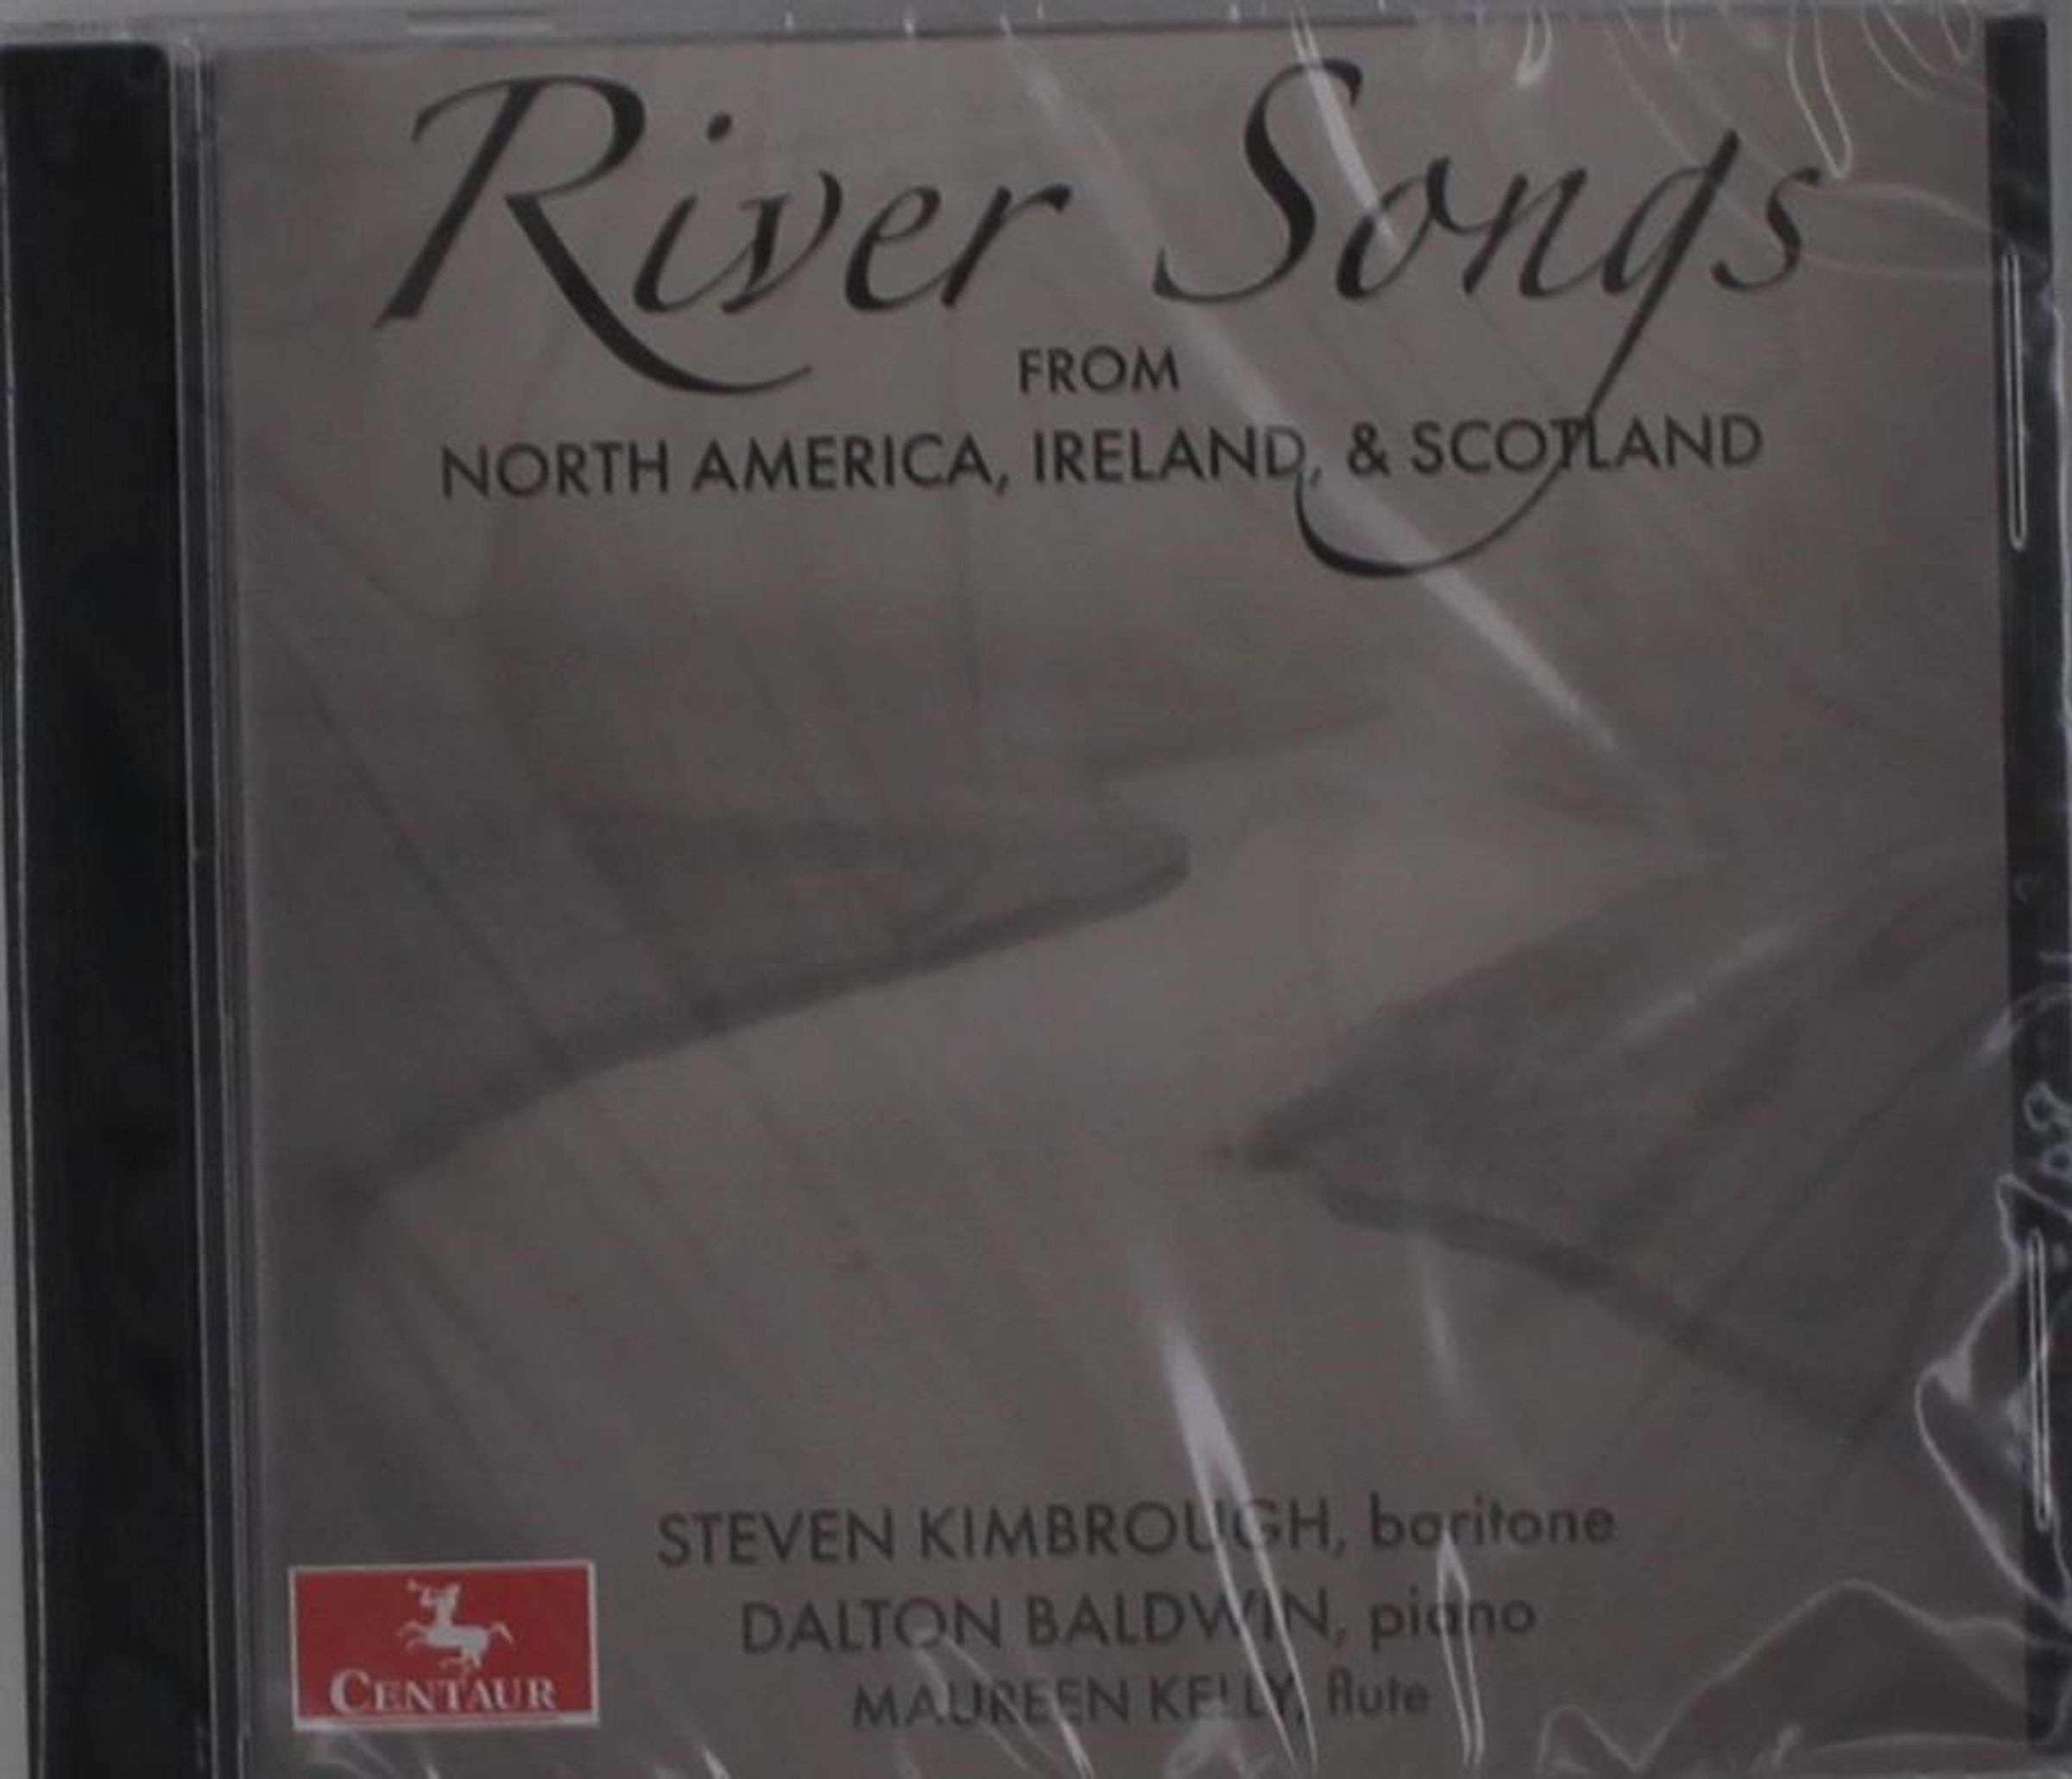 River Songs
FROM
NORTH AMERICA, IRELAND, & SCOTLAND
STEVEN KIMBROUGH, baritone
DALTON BALDWIN, piano
MAUREEN KELLY, flute
CENTAUR